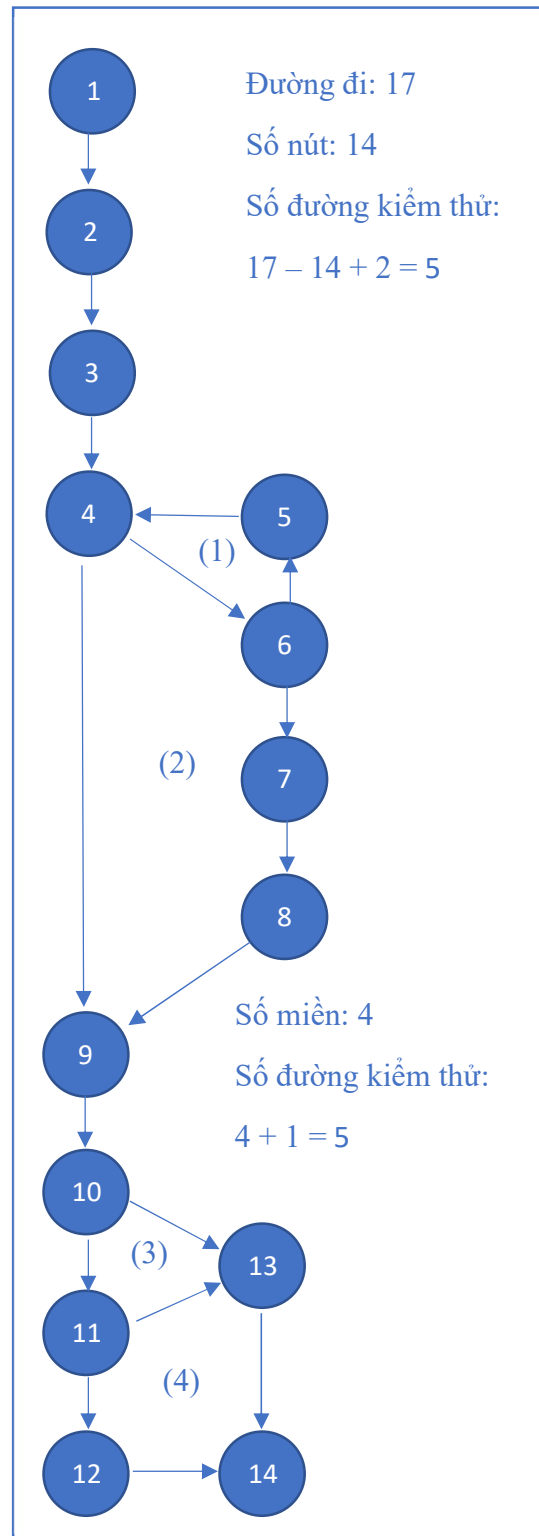 1
Đường đi: 17
Số nút: 14
2
Số đường kiểm thử:
17 – 14 + 2 = 5
3
4
5
(1)
6
(2)
7
8
Số miền: 4
9
Số đường kiểm thử:
4 + 1 = 5
10
(3)
13
11
(4)
12
14